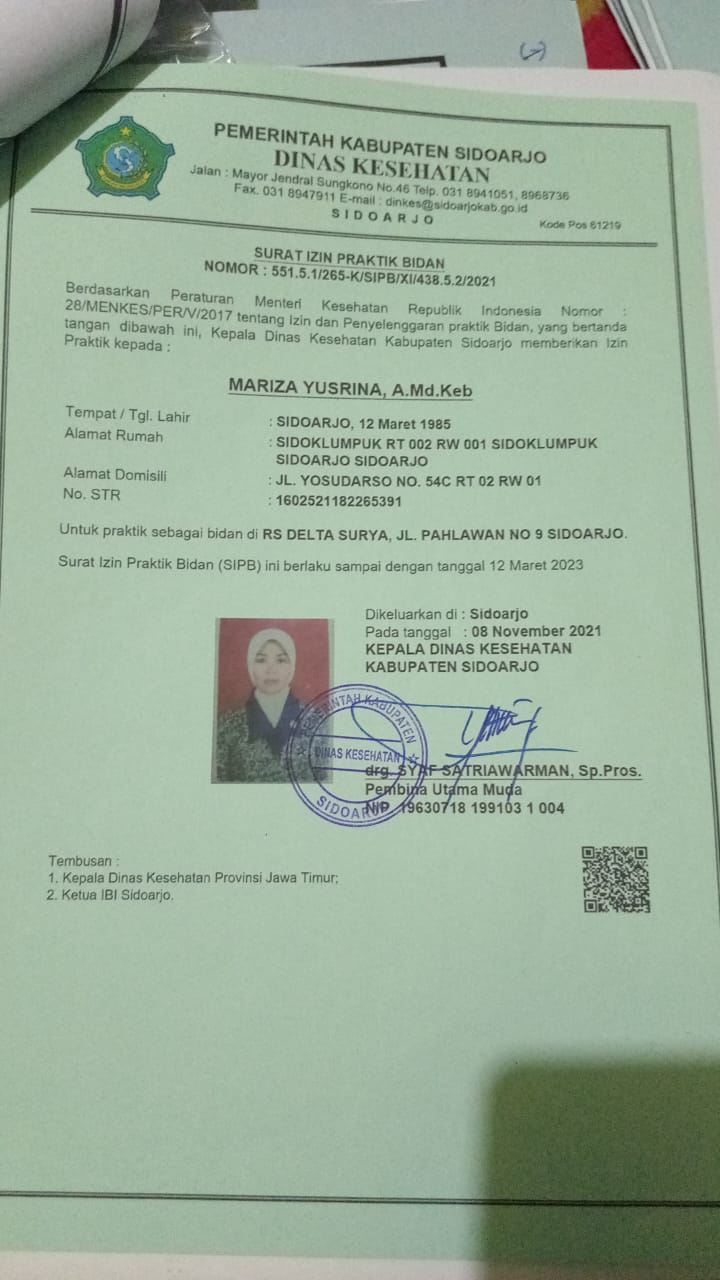 PEMERINTAH KABUPATEN SIDOARJO
DINAS KESEHATAN
Jalan : Mayor Jendral Sungkono No.46 Telp. 031 8941051, 8968736
Fax. 031 8947911 E-mail : dinkes@sidoarjokab.go.id
SIDOARJO
Kode Pos 61219
SURAT IZIN PRAKTIK BIDAN
NOMOR : 551.5.1/265-K/SIPB/XI/438.5.2/2021
Berdasarkan Peraturan Menteri Kesehatan Republik Indonesia Nomor :
28/MENKES/PER/V/2017 tentang Izin dan Penyelenggaran praktik Bidan, yang bertanda
tangan dibawah ini, Kepala Dinas Kesehatan Kabupaten Sidoarjo memberikan Izin
Praktik kepada :
MARIZA YUSRINA, A.Md.Keb
Tempat / Tgl. Lahir : SIDOARJO, 12 Maret 1985
Alamat Rumah : SIDOKLUMPUK RT 002 RW 001 SIDOKLUMPUK
SIDOARJO SIDOARJO
Alamat Domisili : JL. YOSUDARSO NO. 54C RT 02 RW 01
No. STR : 1602521182265391
Untuk praktik sebagai bidan di RS DELTA SURYA, JL. PAHLAWAN NO 9 SIDOARJO.
Surat Izin Praktik Bidan (SIPB) ini berlaku sampai dengan tanggal 12 Maret 2023
Dikeluarkan di : Sidoarjo
Pada tanggal : 08 November 2021
KEPALA DINAS KESEHATAN
KABUPATEN SIDOARJO
PEMERINTAH KABUPATEN
DINAS KESEHATAN
SIDOARJO
drg. SYAF SATRIAWARMAN, Sp.Pros.
Pembina Utama Muda
NIP. 19630718 199103 1 004
Tembusan :
1. Kepala Dinas Kesehatan Provinsi Jawa Timur;
2. Ketua IBI Sidoarjo.